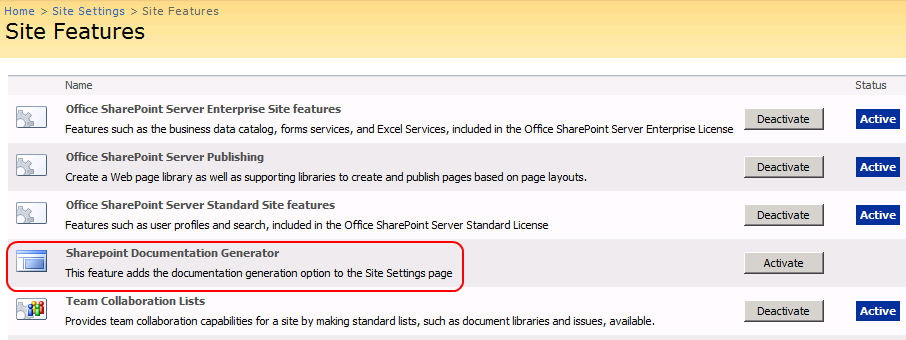 Home > Site Settings > Site Features
Site Features
Name Status
Office SharePoint Server Enterprise Site features
Features such as the business data catalog, forms services, and Excel Services, included in the Office SharePoint Server Enterprise License
Deactivate Active
Office SharePoint Server Publishing
Create a Web page library as well as supporting libraries to create and publish pages based on page layouts.
Deactivate Active
Office SharePoint Server Standard Site features
Features such as user profiles and search, included in the Office SharePoint Server Standard License
Deactivate Active
Sharepoint Documentation Generator
This feature adds the documentation generation option to the Site Settings page
Activate
Team Collaboration Lists
Provides team collaboration capabilities for a site by making standard lists, such as document libraries and issues, available.
Deactivate Active